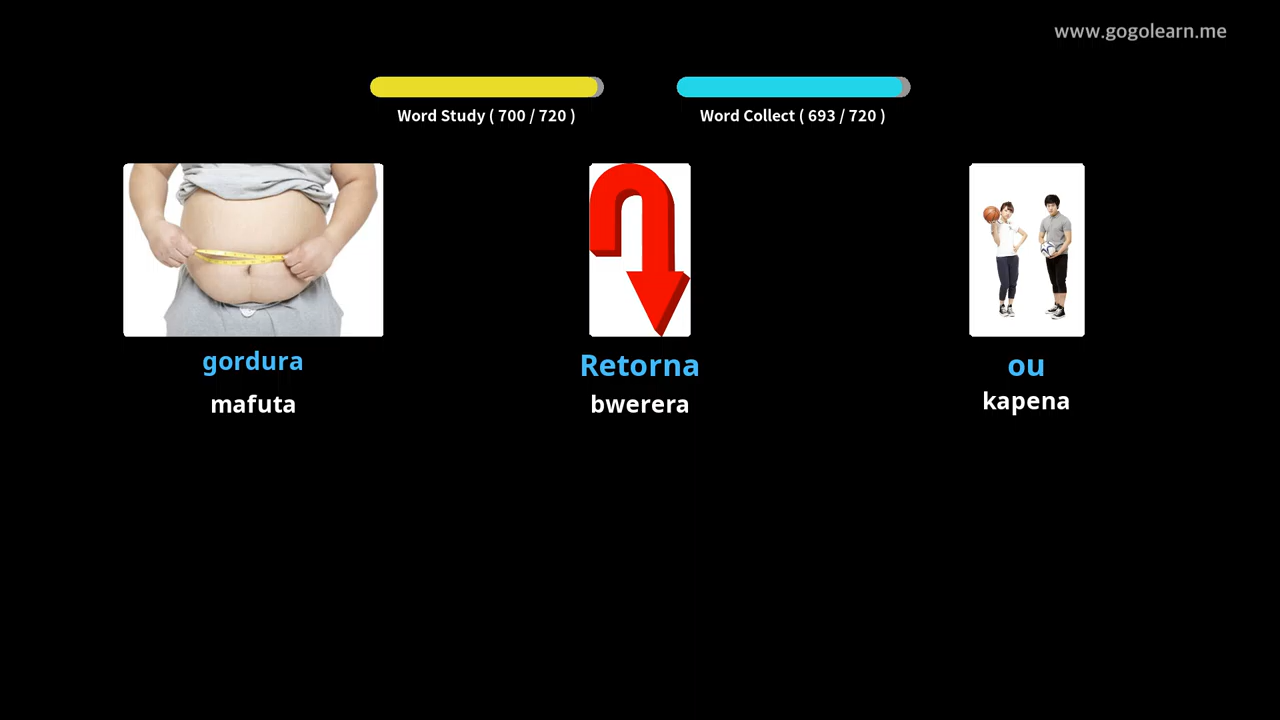 www.gogolearn.me
Word Study ( 700 / 720 )
Word Collect ( 693 / 720 )
gordura
mafuta
Retorna
bwerera
ou
kapena